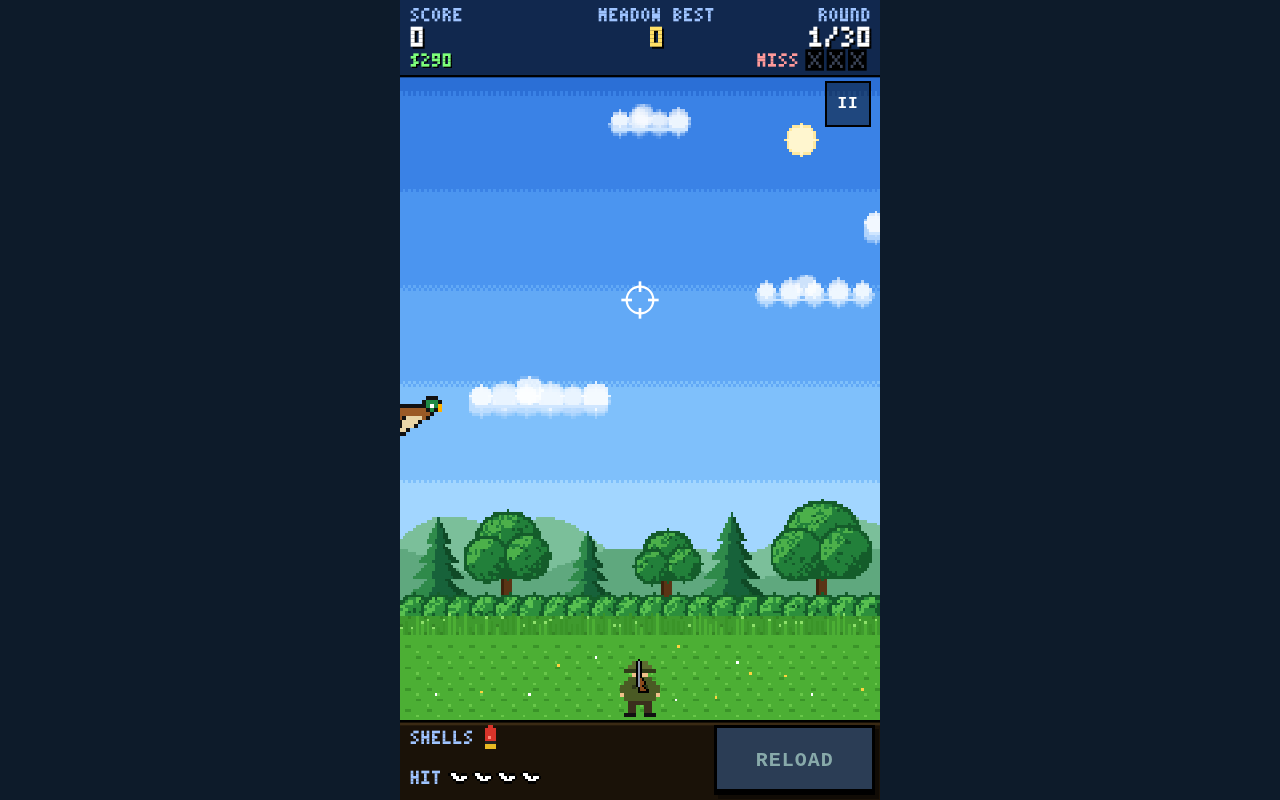 SCORE
0
$290
MEADOW BEST
0
ROUND
1/30
MISS X X X
II
SHELLS
HIT
RELOAD